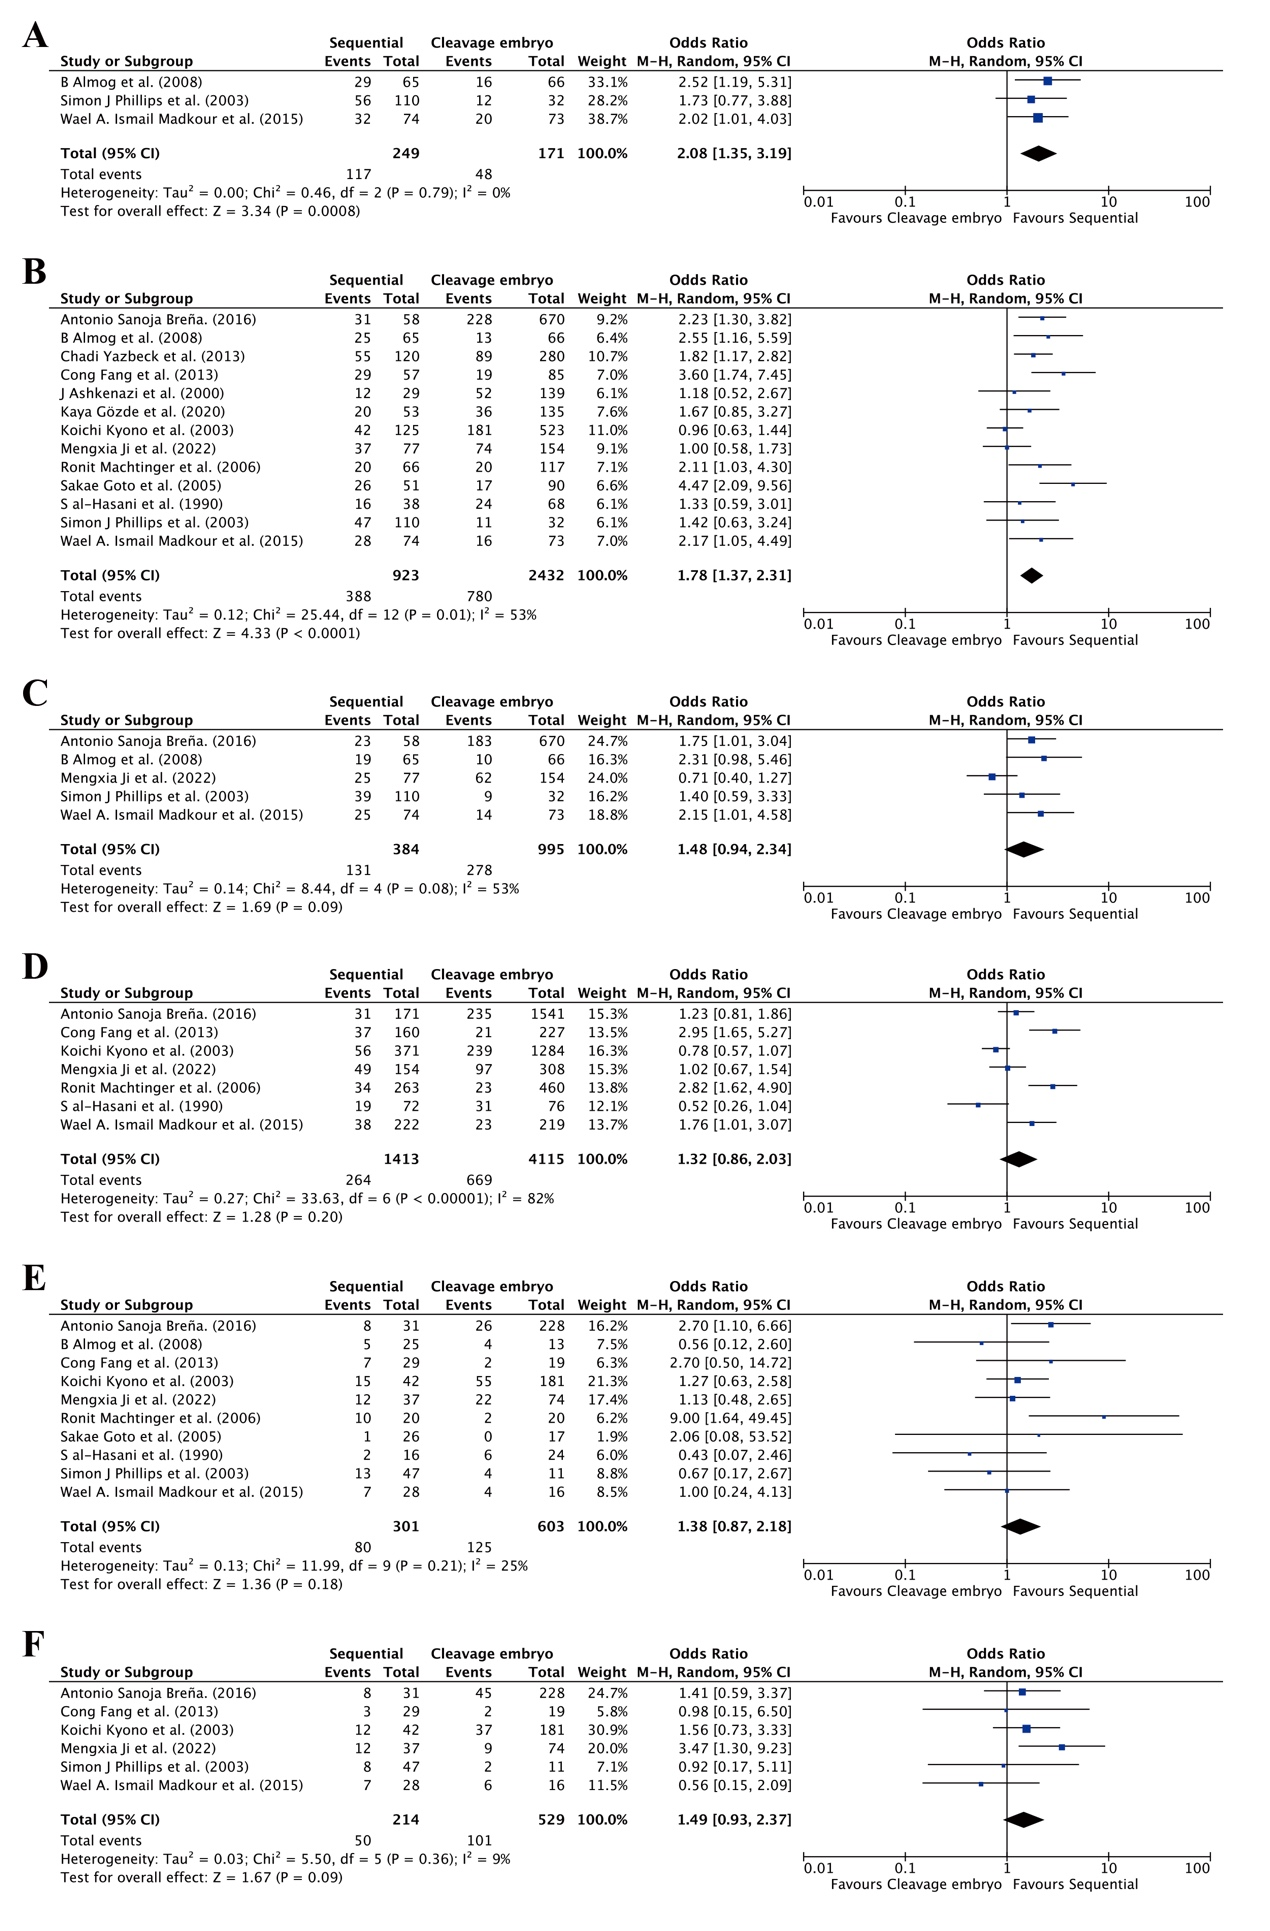 A
Sequential Cleavage embryo Odds Ratio Odds Ratio
Study or Subgroup Events Total Events Total Weight M-H, Random, 95% CI M-H, Random, 95% CI
B Almog et al. (2008) 29 65 16 66 33.1% 2.52 [1.19, 5.31]
Simon J Phillips et al. (2003) 56 110 12 32 28.2% 1.73 [0.77, 3.88]
Wael A. Ismail Madkour et al. (2015) 32 74 20 73 38.7% 2.02 [1.01, 4.03]
Total (95% CI) 249 171 100.0% 2.08 [1.35, 3.19]
Total events 117 48
Heterogeneity: Tau² = 0.00; Chi² = 0.46, df = 2 (P = 0.79); I² = 0%
Test for overall effect: Z = 3.34 (P = 0.0008)
0.01 0.1 1 10 100
Favours Cleavage embryo Favours Sequential
B
Sequential Cleavage embryo Odds Ratio Odds Ratio
Study or Subgroup Events Total Events Total Weight M-H, Random, 95% CI M-H, Random, 95% CI
Antonio Sanoja Breña. (2016) 31 58 228 670 9.2% 2.23 [1.30, 3.82]
B Almog et al. (2008) 25 65 13 66 6.4% 2.55 [1.16, 5.59]
Chadi Yazbeck et al. (2013) 55 120 89 280 10.7% 1.82 [1.17, 2.82]
Cong Fang et al. (2013) 29 57 19 85 7.0% 3.60 [1.74, 7.45]
J Ashkenazi et al. (2000) 12 29 52 139 6.1% 1.18 [0.52, 2.67]
Kaya Gözde et al. (2020) 20 53 36 135 7.6% 1.67 [0.85, 3.27]
Koichi Kyono et al. (2003) 42 125 181 523 11.0% 0.96 [0.63, 1.44]
Mengxia Ji et al. (2022) 37 77 74 154 9.1% 1.00 [0.58, 1.73]
Ronit Machtinger et al. (2006) 20 66 20 117 7.1% 2.11 [1.03, 4.30]
Sakae Goto et al. (2005) 26 51 17 90 6.6% 4.47 [2.09, 9.56]
S al-Hasani et al. (1990) 16 38 24 68 6.1% 1.33 [0.59, 3.01]
Simon J Phillips et al. (2003) 47 110 11 32 6.1% 1.42 [0.63, 3.24]
Wael A. Ismail Madkour et al. (2015) 28 74 16 73 7.0% 2.17 [1.05, 4.49]
Total (95% CI) 923 2432 100.0% 1.78 [1.37, 2.31]
Total events 388 780
Heterogeneity: Tau² = 0.12; Chi² = 25.44, df = 12 (P = 0.01); I² = 53%
Test for overall effect: Z = 4.33 (P < 0.0001)
0.01 0.1 1 10 100
Favours Cleavage embryo Favours Sequential
C
Sequential Cleavage embryo Odds Ratio Odds Ratio
Study or Subgroup Events Total Events Total Weight M-H, Random, 95% CI M-H, Random, 95% CI
Antonio Sanoja Breña. (2016) 23 58 183 670 24.7% 1.75 [1.01, 3.04]
B Almog et al. (2008) 19 65 10 66 16.3% 2.31 [0.98, 5.46]
Mengxia Ji et al. (2022) 25 77 62 154 24.0% 0.71 [0.40, 1.27]
Simon J Phillips et al. (2003) 39 110 9 32 16.2% 1.40 [0.59, 3.33]
Wael A. Ismail Madkour et al. (2015) 25 74 14 73 18.8% 2.15 [1.01, 4.58]
Total (95% CI) 384 995 100.0% 1.48 [0.94, 2.34]
Total events 131 278
Heterogeneity: Tau² = 0.14; Chi² = 8.44, df = 4 (P = 0.08); I² = 53%
Test for overall effect: Z = 1.69 (P = 0.09)
0.01 0.1 1 10 100
Favours Cleavage embryo Favours Sequential
D
Sequential Cleavage embryo Odds Ratio Odds Ratio
Study or Subgroup Events Total Events Total Weight M-H, Random, 95% CI M-H, Random, 95% CI
Antonio Sanoja Breña. (2016) 31 171 235 1541 15.3% 1.23 [0.81, 1.86]
Cong Fang et al. (2013) 37 160 21 227 13.5% 2.95 [1.65, 5.27]
Koichi Kyono et al. (2003) 56 371 239 1284 16.3% 0.78 [0.57, 1.07]
Mengxia Ji et al. (2022) 49 154 97 308 15.3% 1.02 [0.67, 1.54]
Ronit Machtinger et al. (2006) 34 263 23 460 13.8% 2.82 [1.62, 4.90]
S al-Hasani et al. (1990) 19 72 31 76 12.1% 0.52 [0.26, 1.04]
Wael A. Ismail Madkour et al. (2015) 38 222 23 219 13.7% 1.76 [1.01, 3.07]
Total (95% CI) 1413 4115 100.0% 1.32 [0.86, 2.03]
Total events 264 669
Heterogeneity: Tau² = 0.27; Chi² = 33.63, df = 6 (P < 0.00001); I² = 82%
Test for overall effect: Z = 1.28 (P = 0.20)
0.01 0.1 1 10 100
Favours Cleavage embryo Favours Sequential
E
Sequential Cleavage embryo Odds Ratio Odds Ratio
Study or Subgroup Events Total Events Total Weight M-H, Random, 95% CI M-H, Random, 95% CI
Antonio Sanoja Breña. (2016) 8 31 26 228 16.2% 2.70 [1.10, 6.66]
B Almog et al. (2008) 5 25 4 13 7.5% 0.56 [0.12, 2.60]
Cong Fang et al. (2013) 7 29 2 19 6.3% 2.70 [0.50, 14.72]
Koichi Kyono et al. (2003) 15 42 55 181 21.3% 1.27 [0.63, 2.58]
Mengxia Ji et al. (2022) 12 37 22 74 17.4% 1.13 [0.48, 2.65]
Ronit Machtinger et al. (2006) 10 20 2 20 6.2% 9.00 [1.64, 49.45]
Sakae Goto et al. (2005) 1 26 0 17 1.9% 2.06 [0.08, 53.52]
S al-Hasani et al. (1990) 2 16 6 24 6.0% 0.43 [0.07, 2.46]
Simon J Phillips et al. (2003) 13 47 4 11 8.8% 0.67 [0.17, 2.67]
Wael A. Ismail Madkour et al. (2015) 7 28 4 16 8.5% 1.00 [0.24, 4.13]
Total (95% CI) 301 603 100.0% 1.38 [0.87, 2.18]
Total events 80 125
Heterogeneity: Tau² = 0.13; Chi² = 11.99, df = 9 (P = 0.21); I² = 25%
Test for overall effect: Z = 1.36 (P = 0.18)
0.01 0.1 1 10 100
Favours Cleavage embryo Favours Sequential
F
Sequential Cleavage embryo Odds Ratio Odds Ratio
Study or Subgroup Events Total Events Total Weight M-H, Random, 95% CI M-H, Random, 95% CI
Antonio Sanoja Breña. (2016) 8 31 45 228 24.7% 1.41 [0.59, 3.37]
Cong Fang et al. (2013) 3 29 2 19 5.8% 0.98 [0.15, 6.50]
Koichi Kyono et al. (2003) 12 42 37 181 30.9% 1.56 [0.73, 3.33]
Mengxia Ji et al. (2022) 12 37 9 74 20.0% 3.47 [1.30, 9.23]
Simon J Phillips et al. (2003) 8 47 2 11 7.1% 0.92 [0.17, 5.11]
Wael A. Ismail Madkour et al. (2015) 7 28 6 16 11.5% 0.56 [0.15, 2.09]
Total (95% CI) 214 529 100.0% 1.49 [0.93, 2.37]
Total events 50 101
Heterogeneity: Tau² = 0.03; Chi² = 5.50, df = 5 (P = 0.36); I² = 9%
Test for overall effect: Z = 1.67 (P = 0.09)
0.01 0.1 1 10 100
Favours Cleavage embryo Favours Sequential